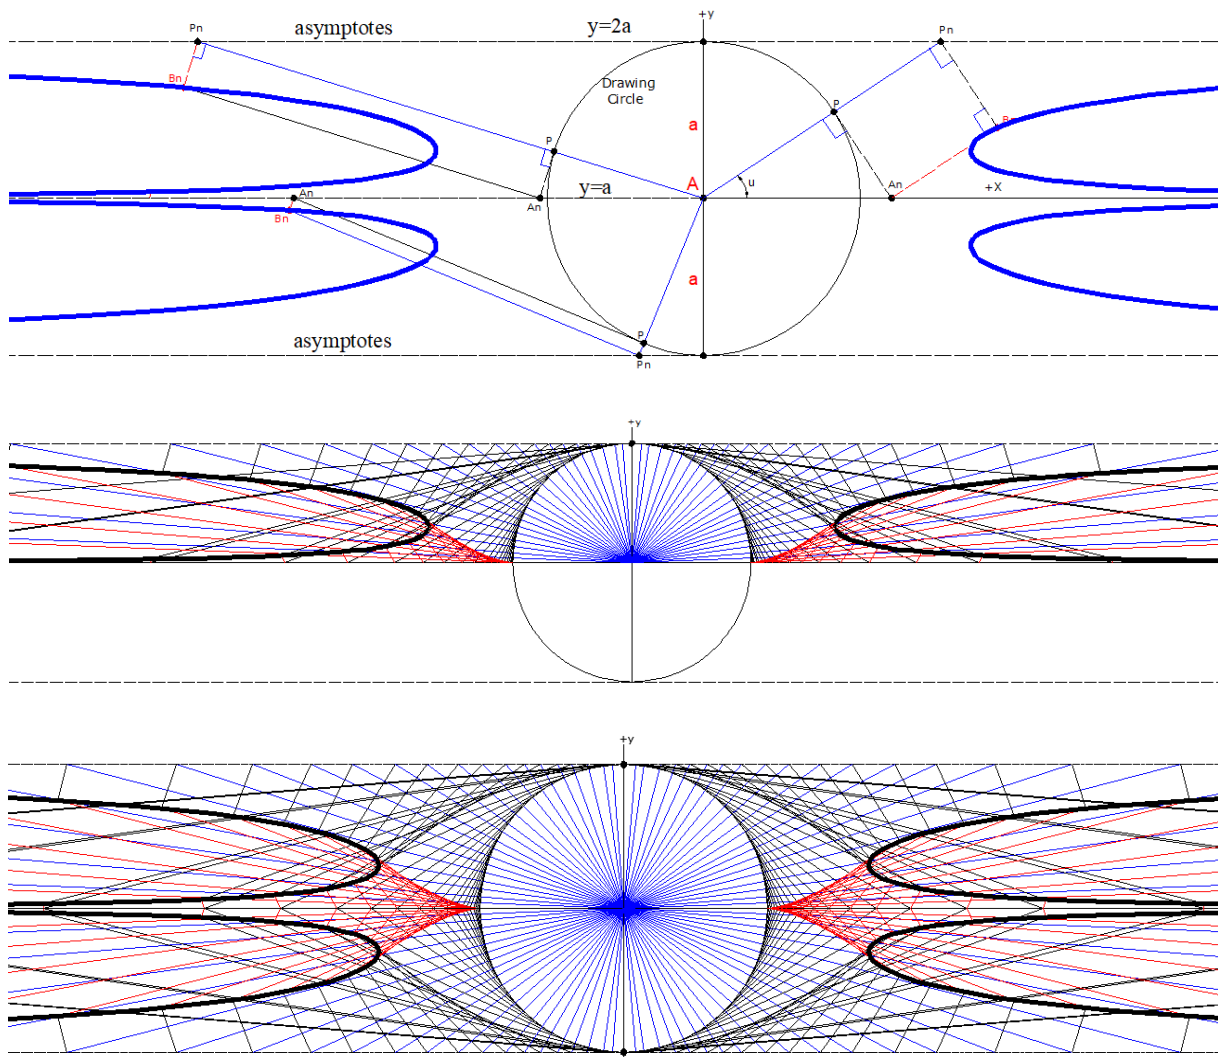 +y
Pn
asymptotes
y=2a
Pn
Bn
Drawing
Circle
P
a
Bn
P
A
u
y=a
An
An
An
+X
Bn
a
P
asymptotes
Pn
+y
+y